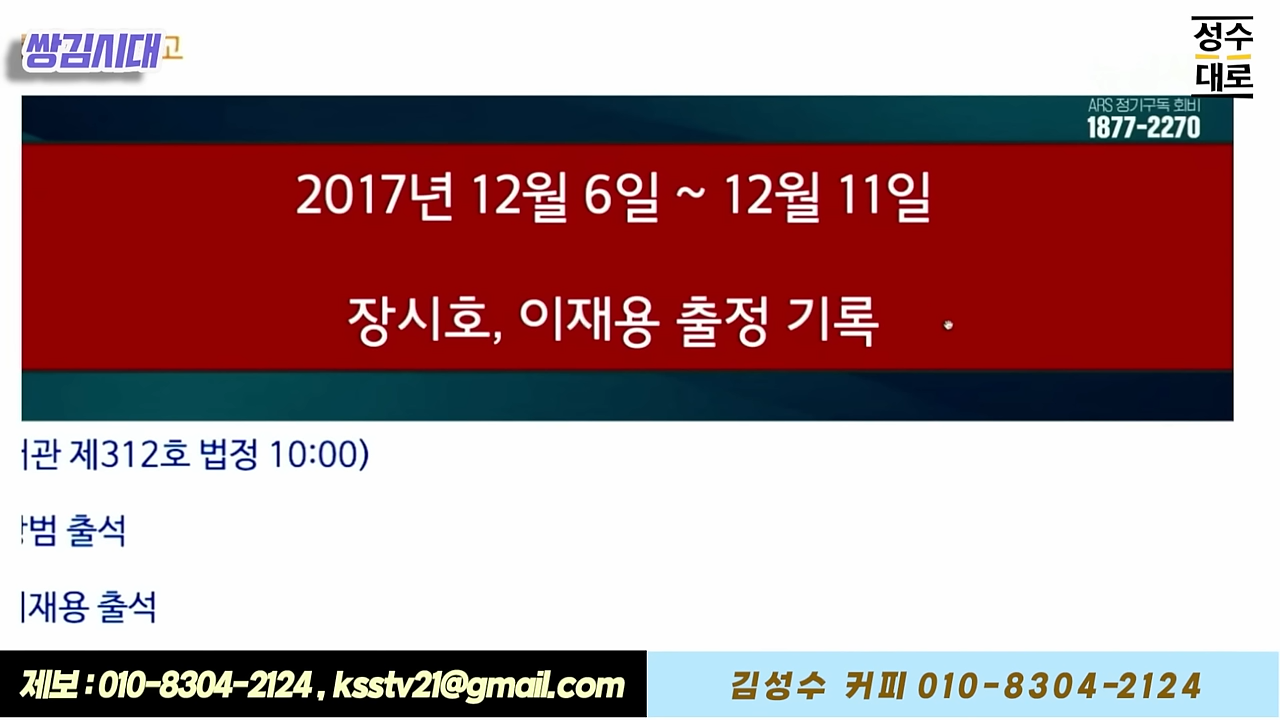 쌍김시대
고
성수
대로
ARS 정기구독 회비
1877-2270
2017년 12월 6일 ~ 12월 11일
장시호, 이재용 출정 기록
관 제312호 법정 10:00)
범 출석
재용 출석
제보 : 010-8304-2124 , ksstv21@gmail.com
김성수 커피 010-8304-2124